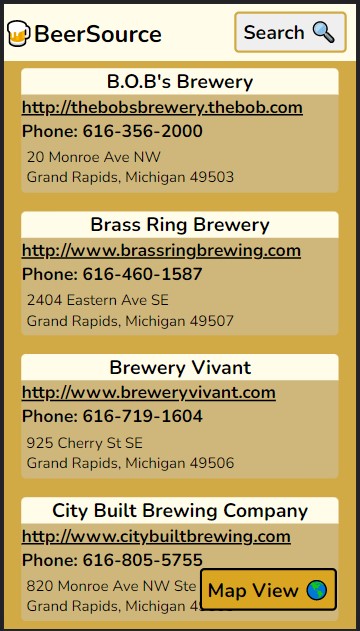 BeerSource
Search
B.O.B's Brewery
http://thebobsbrewery.thebob.com
Phone: 616-356-2000
20 Monroe Ave NW
Grand Rapids, Michigan 49503
Brass Ring Brewery
http://www.brassringbrewing.com
Phone: 616-460-1587
2404 Eastern Ave SE
Grand Rapids, Michigan 49507
Brewery Vivant
http://www.breweryvivant.com
Phone: 616-719-1604
925 Cherry St SE
Grand Rapids, Michigan 49506
City Built Brewing Company
http://www.citybuiltbrewing.com
Phone: 616-805-5755
820 Monroe Ave NW Ste
Grand Rapids, Michigan
Map View